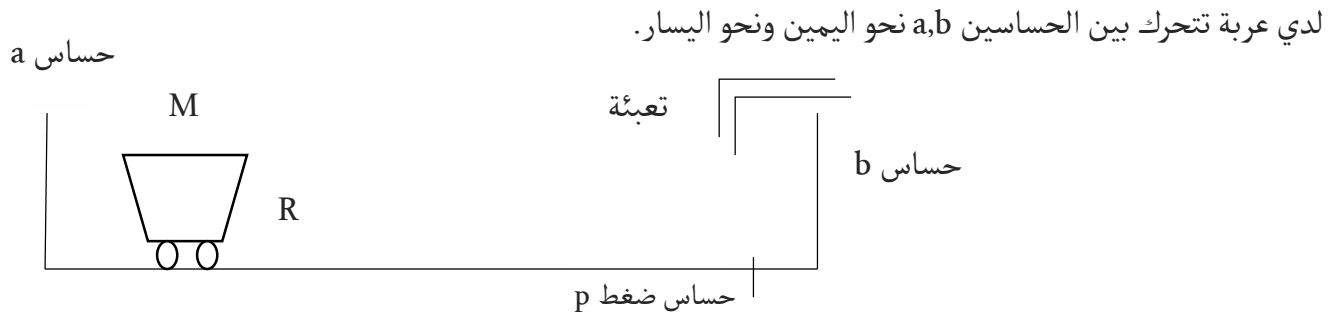 لدي عربة تتحرك بين الحساسين a,b نحو اليمين ونحو اليسار.
حساس a
M
تعبئة
حساس b
R
حساس ضغط p